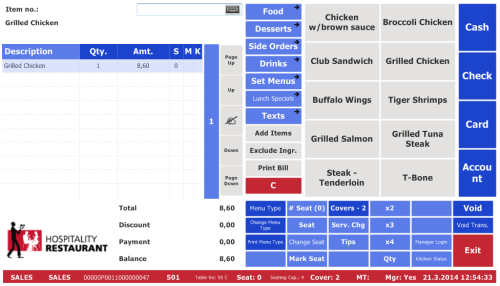 Item no.:
Grilled Chicken
Description Qty. Amt. S M K
Grilled Chicken 1 8,60 0
Page Up
Up
1
Down
Page Down
Food
Desserts
Side Orders
Drinks
Set Menus
Lunch Specials
Texts
Add Items
Exclude Ingr.
Print Bill
C
Chicken w/brown sauce
Broccoli Chicken
Club Sandwich
Grilled Chicken
Buffalo Wings
Tiger Shrimps
Grilled Salmon
Grilled Tuna Steak
Steak - Tenderloin
T-Bone
Cash
Check
Card
Accou
nt
HOSPITALITY
RESTAURANT
Total 8,60
Discount 0,00
Payment 0,00
Balance 8,60
Menu Type # Seat (0) Covers - 2 x2 Void
Change Menu Type Seat Serv. Chg x3 Void Trans.
Print Menu Type Change Seat Tips x4 Manager Login Exit
Mark Seat Qty Kitchen Status
SALES SALES 00000P0011000000047 501 Table No: 50 C Seat: 0 Seating Cap.: 4 Cover: 2 MT: Mgr: Yes 21.3.2014 12:54:33